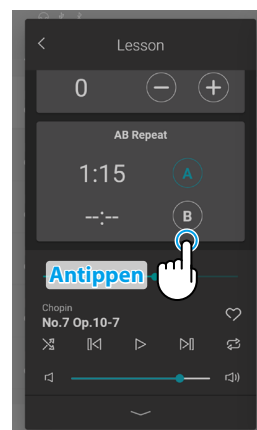 Lesson
0
AB Repeat
1:15 A
--:-- B
Antippen
Chopin
No.7 Op.10-7